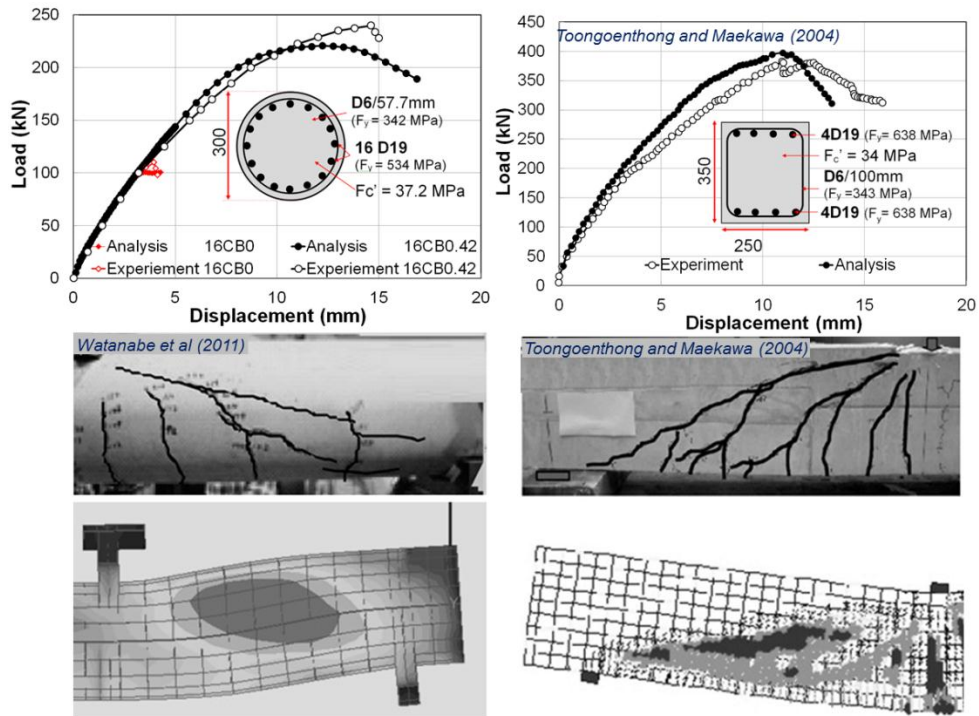 250
200
150
100
50
0
Load (kN)
300
D6/57.7mm
(Fy = 342 MPa)
16 D19
(Fy = 534 MPa)
Fc' = 37.2 MPa
Analysis 16CB0
Analysis 16CB0.42
Experiement 16CB0
Experiement 16CB0.42
0 5 10 15 20
Displacement (mm)
Toongoenthong and Maekawa (2004)
450
400
350
300
250
200
150
100
50
0
Load (kN)
350
250
4D19 (Fy= 638 MPa)
Fc' = 34 MPa
D6/100mm
(Fy =343 MPa)
4D19 (Fy= 638 MPa)
Experiment
Analysis
0 5 10 15 20
Displacement (mm)
Watanabe et al (2011)
Toongoenthong and Maekawa (2004)